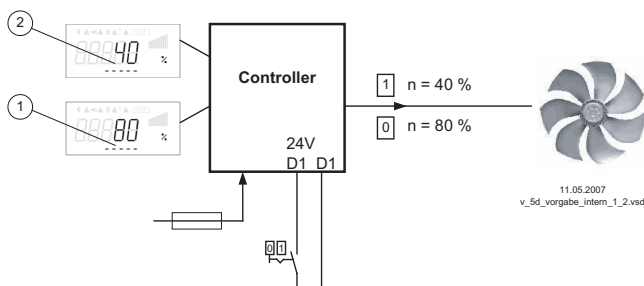 2
40
%
1
80
%
Controller
24V
D1 D1
1 n = 40 %
0 n = 80 %
0 1
11.05.2007
v_5d_vorgabe_intern_1_2.vsd